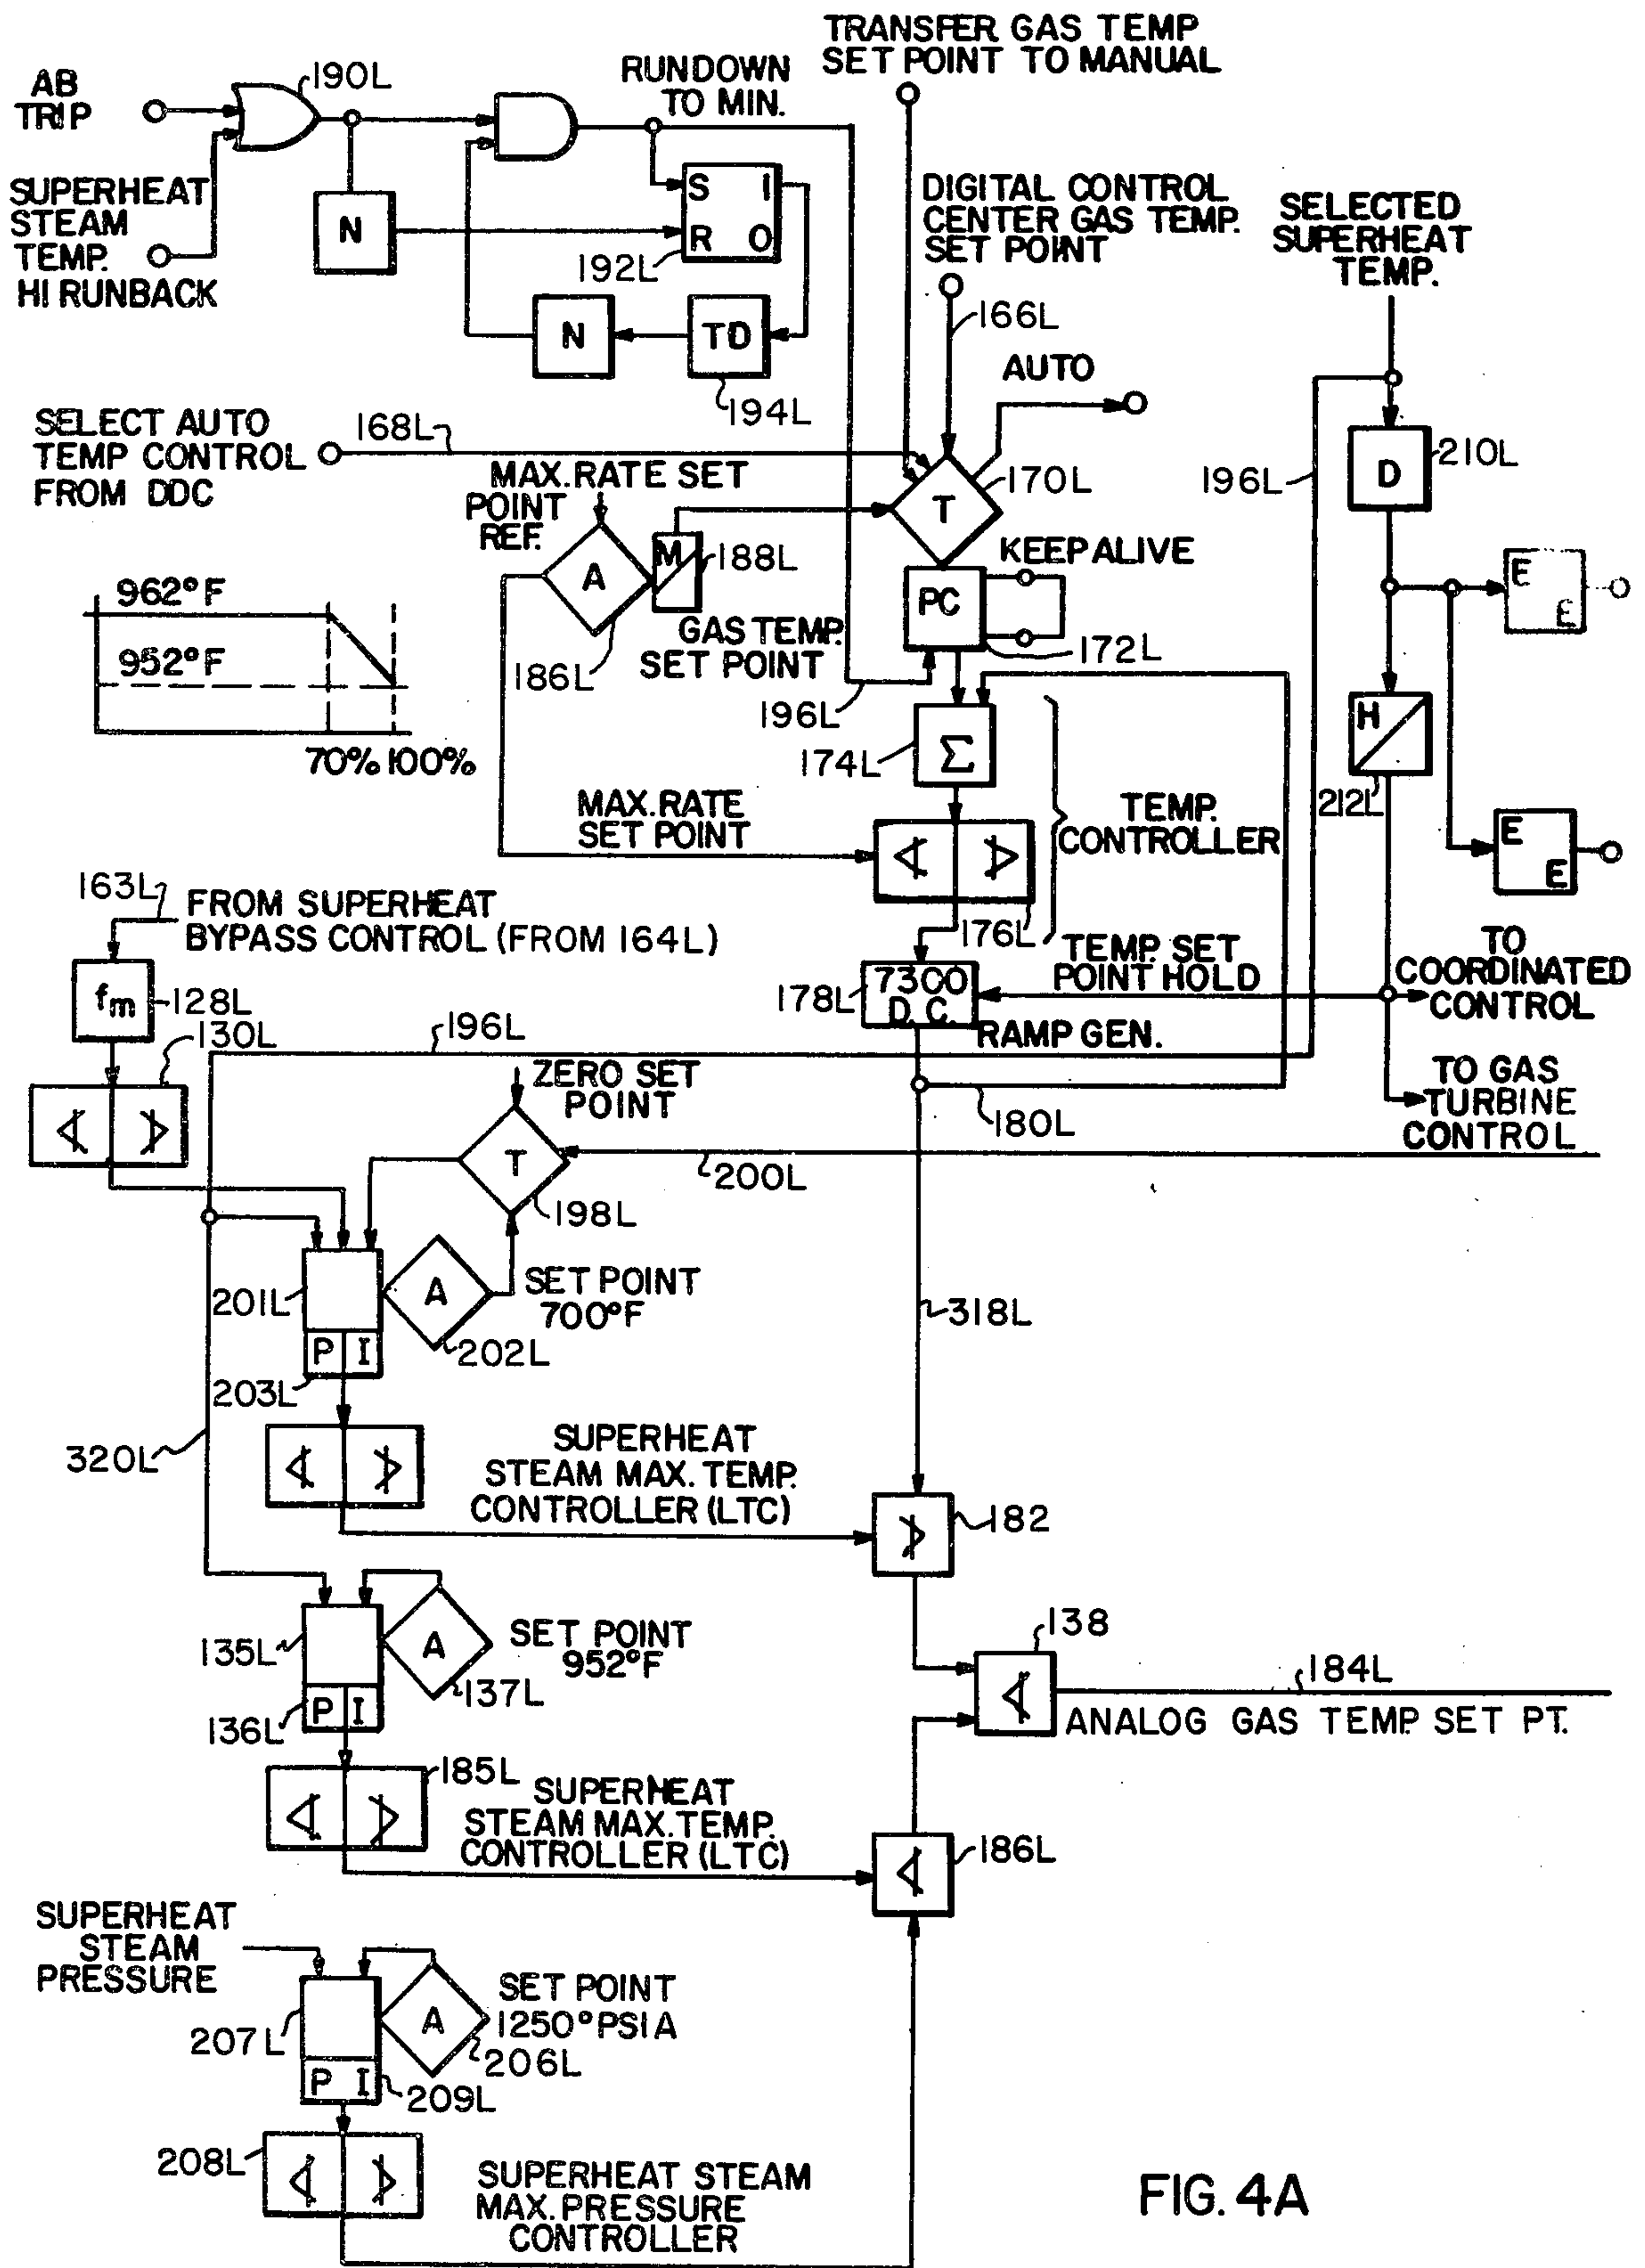 TRANSFER GAS TEMP
SET POINT TO MANUAL
AB
TRIP
190L
RUNDOWN
TO MIN.
SUPERHEAT
STEAM
TEMP.
HI RUNBACK
N
S I
R O
192L
N
TD
194L
DIGITAL CONTROL
CENTER GAS TEMP.
SET POINT
166L
SELECTED
SUPERHEAT
TEMP.
AUTO
SELECT AUTO
TEMP CONTROL
FROM DDC
168L
MAX. RATE SET
POINT
REF.
T
170L
196L
D
210L
A
M
188L
KEEPALIVE
PC
172L
E
E
962°F
952°F
70% 100%
186L
GAS TEMP.
SET POINT
196L
174L
Σ
H
212L
MAX. RATE
SET POINT
TEMP.
CONTROLLER
E
E
176L
163L
FROM SUPERHEAT
BYPASS CONTROL (FROM 164L)
TEMP. SET
POINT HOLD
TO
COORDINATED
CONTROL
fm
128L
178L
7300
D.C.
RAMP GEN.
130L
196L
ZERO SET
POINT
180L
TO GAS
TURBINE
CONTROL
T
200L
198L
201L
A
SET POINT
700°F
202L
P I
203L
318L
320L
SUPERHEAT
STEAM MAX. TEMP.
CONTROLLER (LTC)
182
135L
A
SET POINT
952°F
137L
P I
136L
138
184L
ANALOG GAS TEMP. SET PT.
185L
SUPERHEAT
STEAM MAX. TEMP.
CONTROLLER (LTC)
186L
SUPERHEAT
STEAM
PRESSURE
SET POINT
1250° PSIA
A
206L
207L
P I
209L
208L
SUPERHEAT STEAM
MAX. PRESSURE
CONTROLLER
FIG. 4A